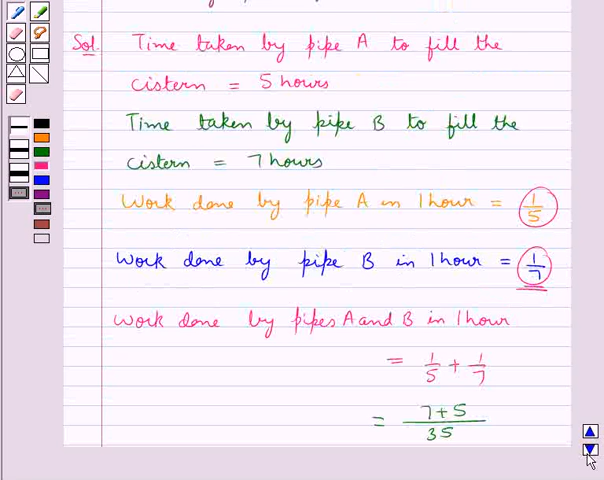 Sol. Time taken by pipe A to fill the
cistern = 5 hours
Time taken by pipe B to fill the
cistern = 7 hours
Work done by pipe A in 1 hour = 1/5
Work done by pipe B in 1 hour = 1/7
Work done by pipes A and B in 1 hour
= 1/5 + 1/7
= 7+5/35